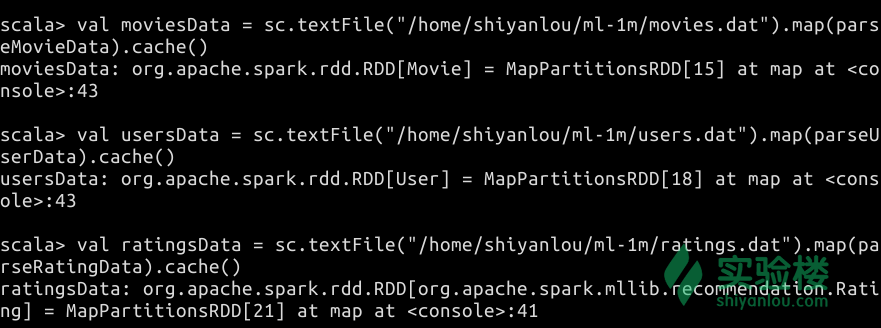 scala> val moviesData = sc.textFile("/home/shiyanlou/ml-1m/movies.dat").map(pars
eMovieData).cache()
moviesData: org.apache.spark.rdd.RDD[Movie] = MapPartitionsRDD[15] at map at <co
nsole>:43
scala> val usersData = sc.textFile("/home/shiyanlou/ml-1m/users.dat").map(parseU
serData).cache()
usersData: org.apache.spark.rdd.RDD[User] = MapPartitionsRDD[18] at map at <cons
ole>:43
scala> val ratingsData = sc.textFile("/home/shiyanlou/ml-1m/ratings.dat").map(pa
rseRatingData).cache()
ratingsData: org.apache.spark.rdd.RDD[org.apache.spark.mllib.recommendation.Rati
ng] = MapPartitionsRDD[21] at map at <console>:41
实验楼
shiyanlou.com